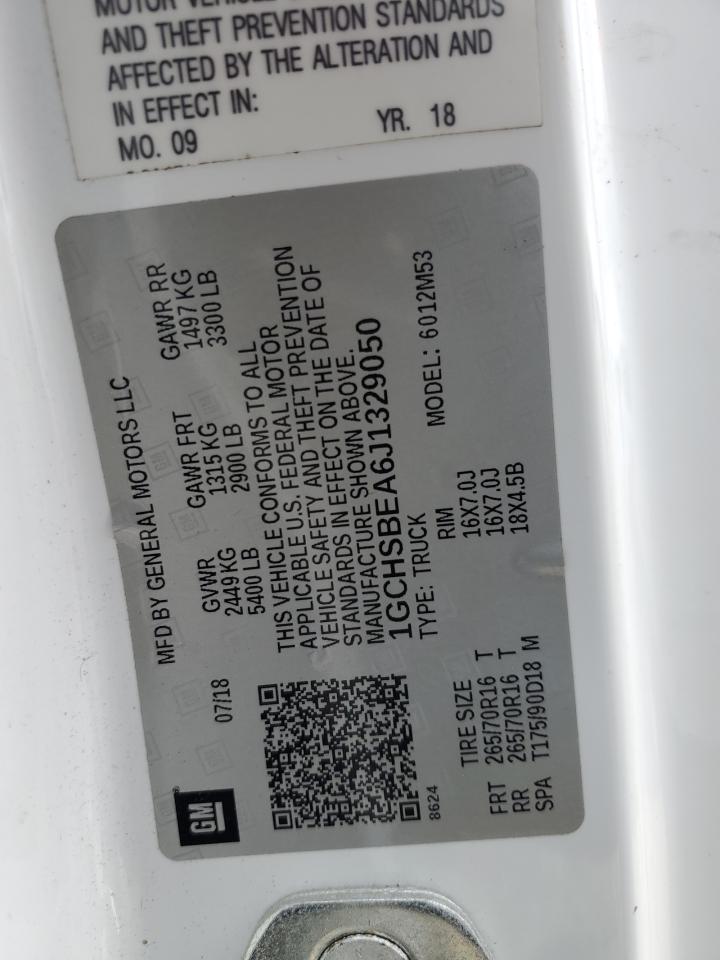 MOTOR VEHICLE
AND THEFT PREVENTION STANDARDS
AFFECTED BY THE ALTERATION AND
IN EFFECT IN:
MO. 09 YR. 18
MFD BY GENERAL MOTORS LLC
GM
07/18
GVWR GAWR FRT GAWR RR
2449 KG 1315 KG 1497 KG
5400 LB 2900 LB 3300 LB
THIS VEHICLE CONFORMS TO ALL
APPLICABLE U.S. FEDERAL MOTOR
VEHICLE SAFETY AND THEFT PREVENTION
STANDARDS IN EFFECT ON THE DATE OF
MANUFACTURE SHOWN ABOVE.
1GCHSBEA6J1329050
TYPE: TRUCK MODEL: 6012M53
8624
TIRE SIZE RIM
FRT 265/70R16 T 16X7.0J
RR 265/70R16 T 16X7.0J
SPA T175/90D18 M 18X4.5B